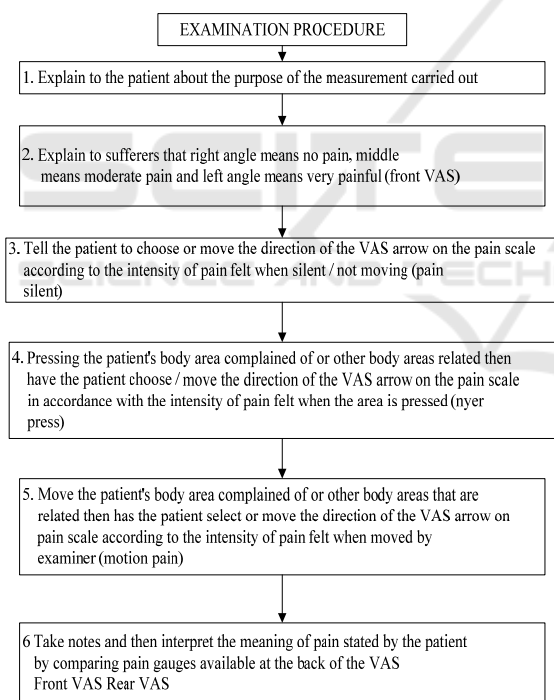 EXAMINATION PROCEDURE
1. Explain to the patient about the purpose of the measurement carried out
2. Explain to sufferers that right angle means no pain, middle
means moderate pain and left angle means very painful (front VAS)
3. Tell the patient to choose or move the direction of the VAS arrow on the pain scale
according to the intensity of pain felt when silent / not moving (pain
silent)
4. Pressing the patient's body area complained of or other body areas related then
have the patient choose / move the direction of the VAS arrow on the pain scale
in accordance with the intensity of pain felt when the area is pressed (nyer
press)
5. Move the patient's body area complained of or other body areas that are
related then has the patient select or move the direction of the VAS arrow on
pain scale according to the intensity of pain felt when moved by
examiner (motion pain)
6 Take notes and then interpret the meaning of pain stated by the patient
by comparing pain gauges available at the back of the VAS
Front VAS Rear VAS
SCITE
SCIENCE AND TECH